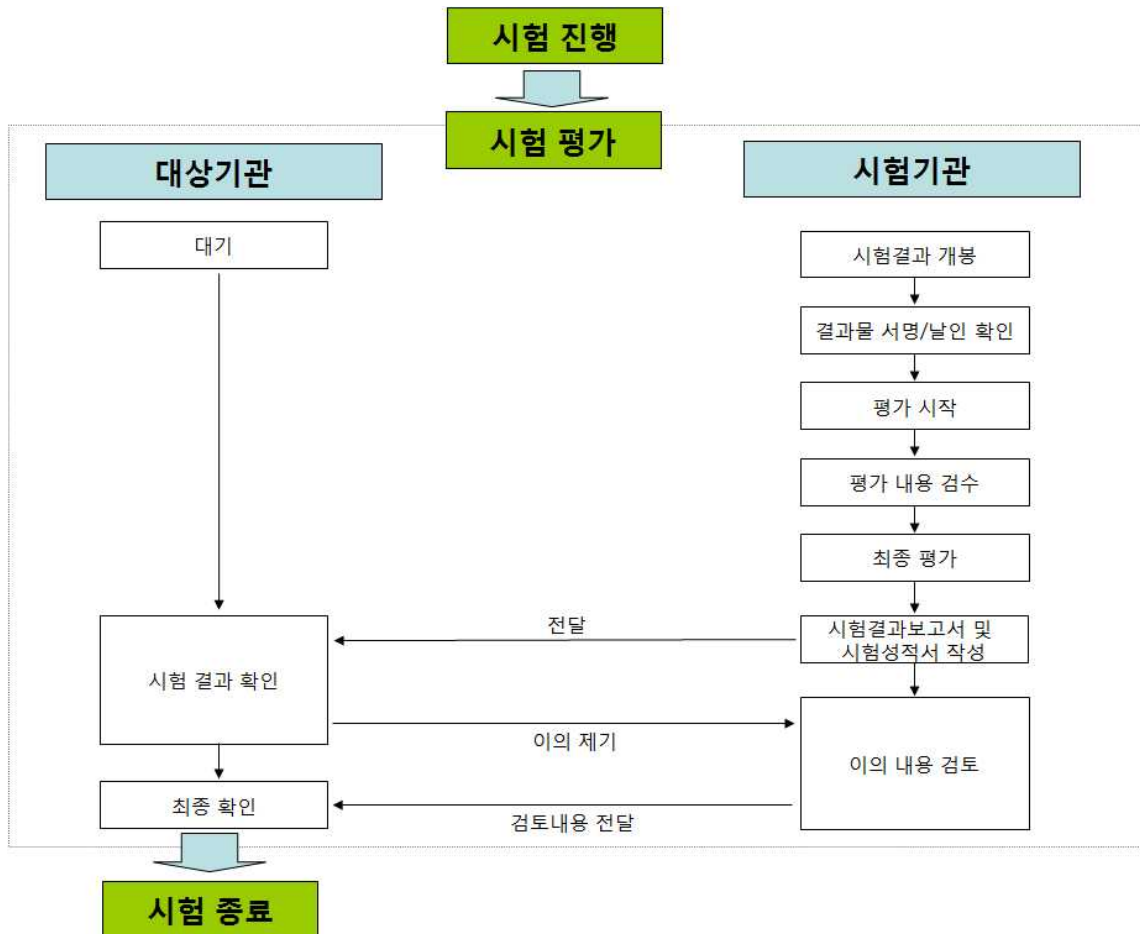 시험 진행
시험 평가
대상기관
시험기관
대기
시험결과 개봉
결과물 서명/날인 확인
평가 시작
평가 내용 검수
최종 평가
전달
시험결과보고서 및
시험성적서 작성
시험 결과 확인
이의 제기
이의 내용 검토
최종 확인
검토내용 전달
시험 종료